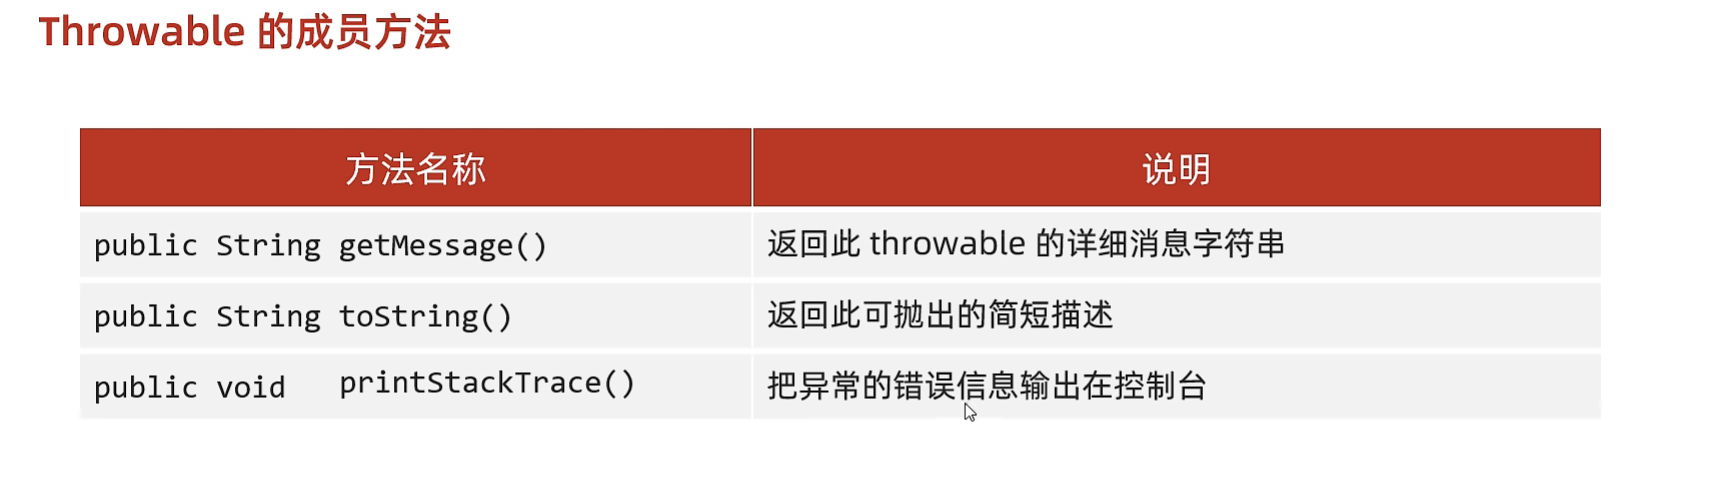 Throwable 的成员方法
方法名称 说明
public String getMessage() 返回此 throwable 的详细消息字符串
public String toString() 返回此可抛出的简短描述
public void printStackTrace() 把异常的错误信息输出在控制台